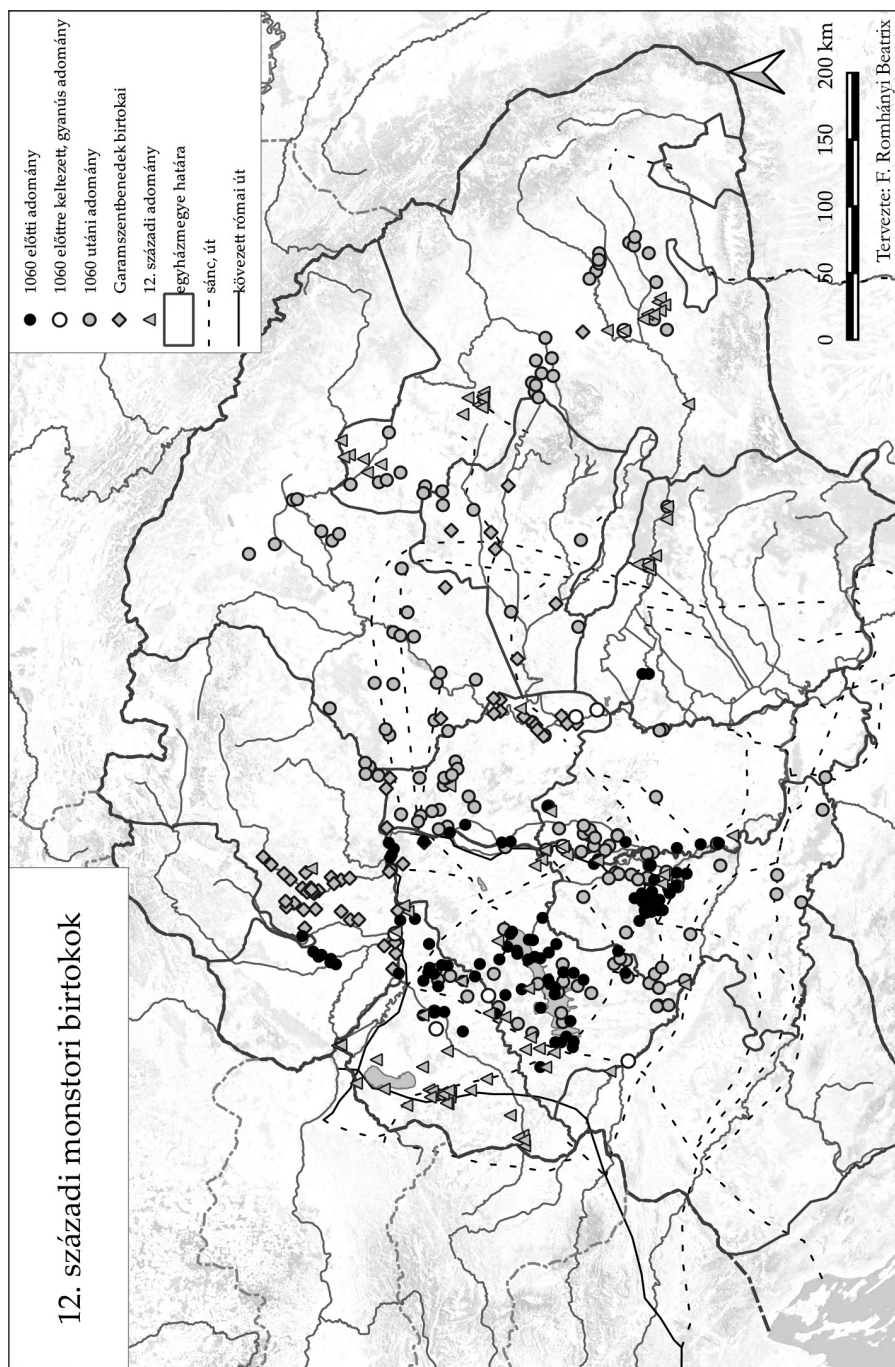 12. századi monstori birtokok
1060 előtti adomány
1060 előttre keltezett, gyanús adomány
1060 utáni adomány
Garamszentbenedek birtokai
12. századi adomány
egyházmegye határa
sánc, út
kövezett római út
0 50 100 150 200 km
Tervezte: F. Romhányi Beatrix